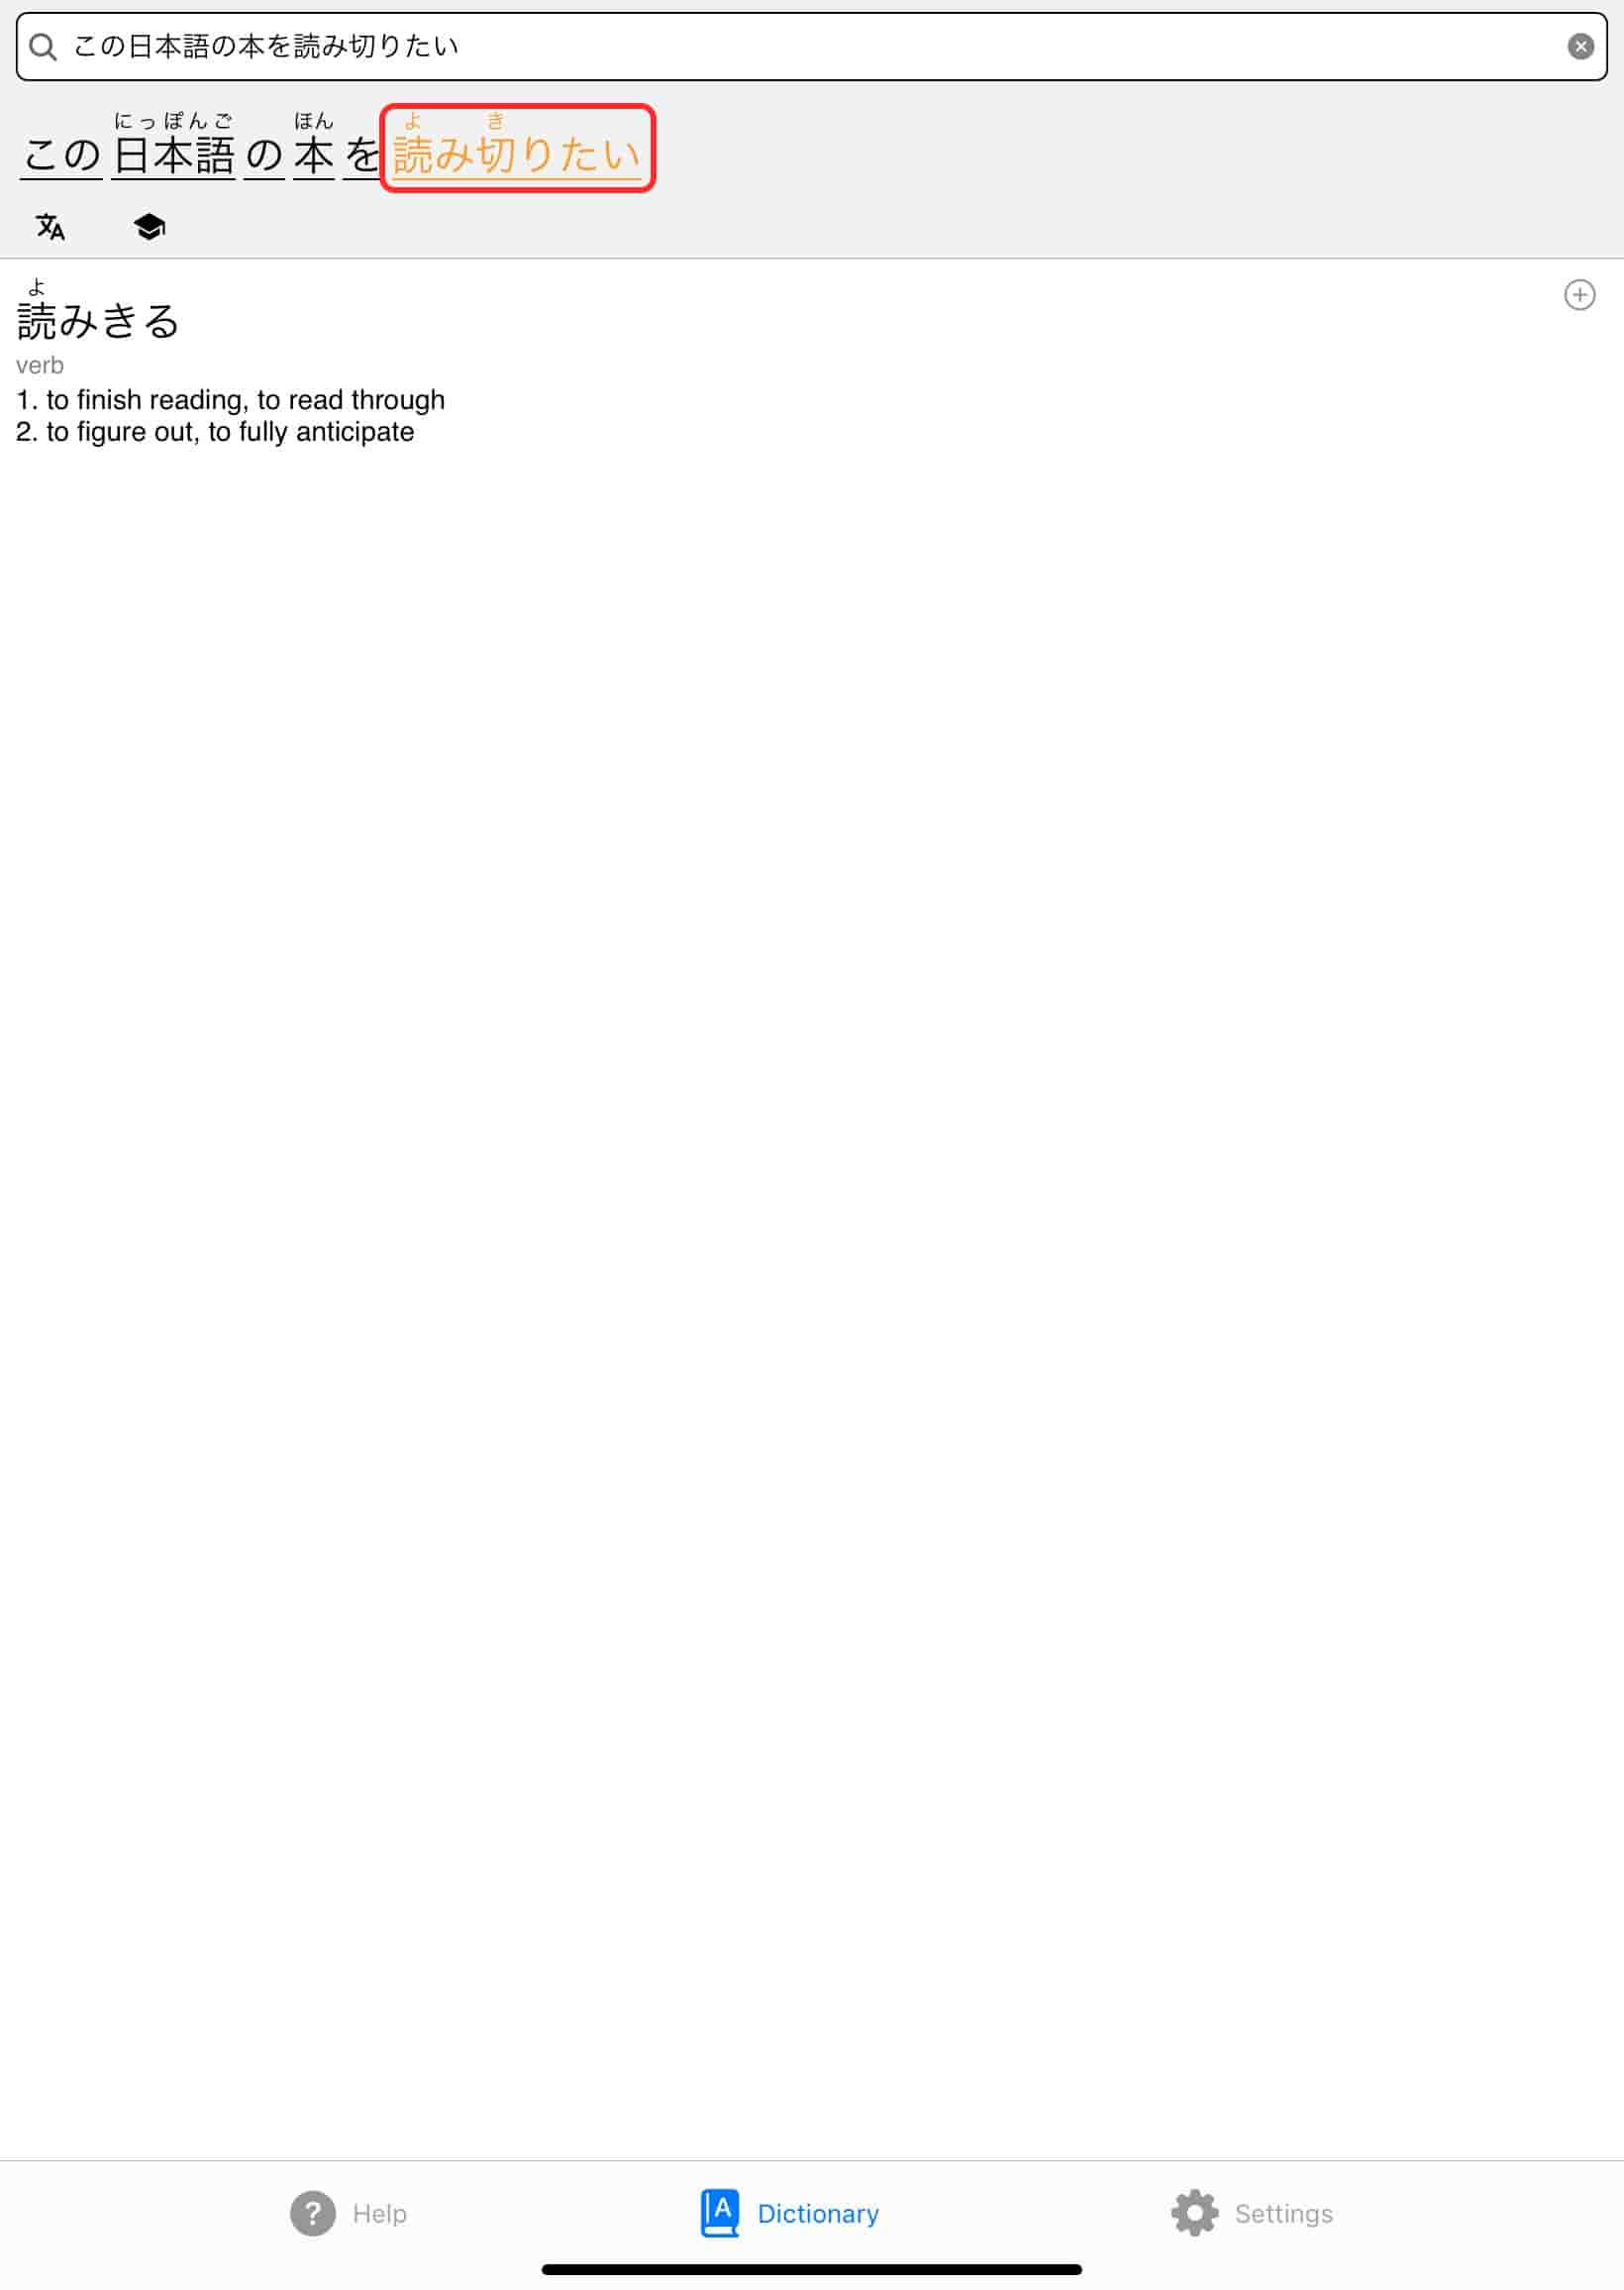 この日本語の本を読み切りたい
にっぽんご ほん よ き
この 日本語 の 本 を 読み切りたい
文A
よ
読みきる
verb
1. to finish reading, to read through
2. to figure out, to fully anticipate
? Help
A Dictionary
Settings